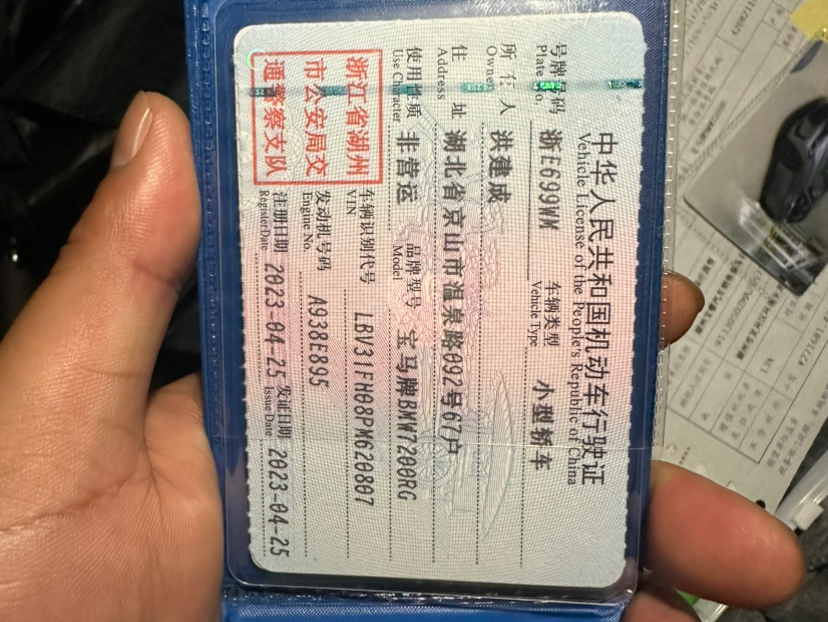 中华人民共和国机动车行驶证
Vehicle License of the People's Republic of China
号牌号码 浙E699WM 车辆类型 小型轿车
Plate No. Vehicle Type
所有人 洪建成
Owner
住址 湖北省京山市温泉路092号67户
Address
使用性质 非营运 品牌型号 宝马牌BMW7200RG
Use Character Model
浙江省湖州
市公安局交
通警察支队
车辆识别代号 LBV31FH08PM620807
VIN
发动机号码 A938E895
Engine No.
注册日期 2023-04-25 发证日期 2023-04-25
Register Date Issue Date